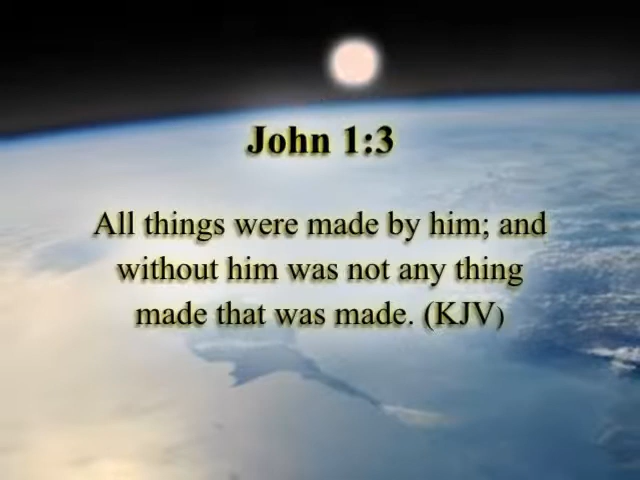 John 1:3
All things were made by him; and
without him was not any thing
made that was made. (KJV)